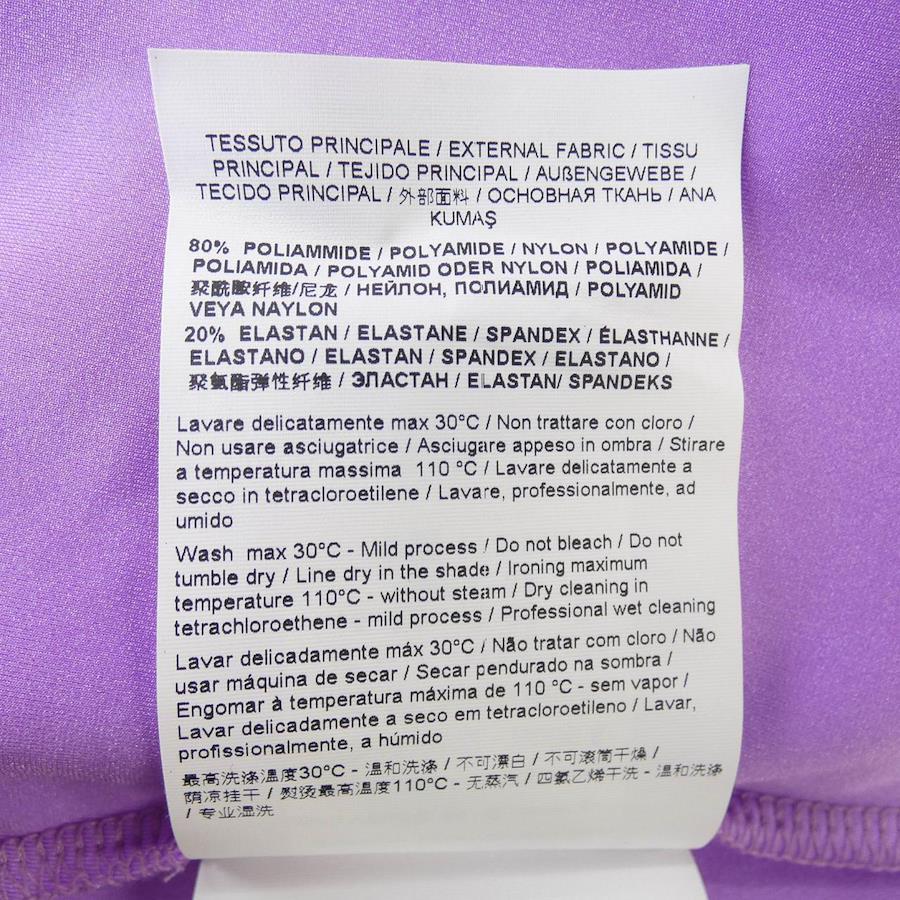 TESSUTO PRINCIPALE / EXTERNAL FABRIC / TISSU
PRINCIPAL / TEJIDO PRINCIPAL / AUßENGEWEBE /
TECIDO PRINCIPAL / 外部面料 / ОСНОВНАЯ ТКАНЬ / ANA
KUMAŞ
80% POLIAMMIDE / POLYAMIDE / NYLON / POLYAMIDE /
POLIAMIDA / POLYAMID ODER NYLON / POLIAMIDA /
聚酰胺纤维/尼龙 / НЕЙЛОН, ПОЛИАМИД / POLYAMID
VEYA NAYLON
20% ELASTAN / ELASTANE / SPANDEX / ÉLASTHANNE /
ELASTANO / ELASTAN / SPANDEX / ELASTANO /
聚氨酯弹性纤维 / ЭЛАСТАН / ELASTAN/ SPANDEKS
Lavare delicatamente max 30°C / Non trattare con cloro /
Non usare asciugatrice / Asciugare appeso in ombra / Stirare
a temperatura massima 110 °C / Lavare delicatamente a
secco in tetracloroetilene / Lavare, professionalmente, ad
umido
Wash max 30°C - Mild process / Do not bleach / Do not
tumble dry / Line dry in the shade / Ironing maximum
temperature 110°C - without steam / Dry cleaning in
tetrachloroethene - mild process / Professional wet cleaning
Lavar delicadamente máx 30°C / Não tratar com cloro / Não
usar máquina de secar / Secar pendurado na sombra /
Engomar à temperatura máxima de 110 °C - sem vapor /
Lavar delicadamente a seco em tetracloroetileno / Lavar,
profissionalmente, a húmido
最高洗涤温度30°C - 温和洗涤 / 不可漂白 / 不可滚筒干燥 /
荫凉挂干 / 熨烫最高温度110°C - 无蒸汽 / 四氯乙烯干洗 - 温和洗涤
/ 专业湿洗